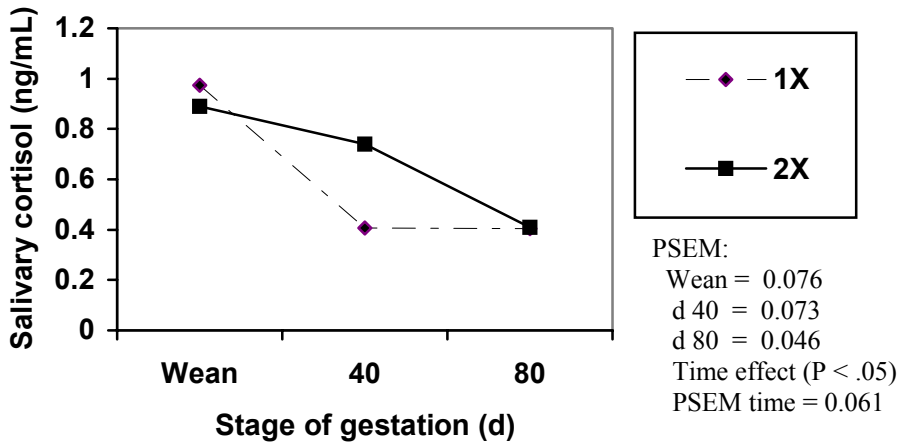 Salivary cortisol (ng/mL)
1.2
1
0.8
0.6
0.4
0.2
0
Wean 40 80
Stage of gestation (d)
1X
2X
PSEM:
Wean = 0.076
d 40 = 0.073
d 80 = 0.046
Time effect (P < .05)
PSEM time = 0.061